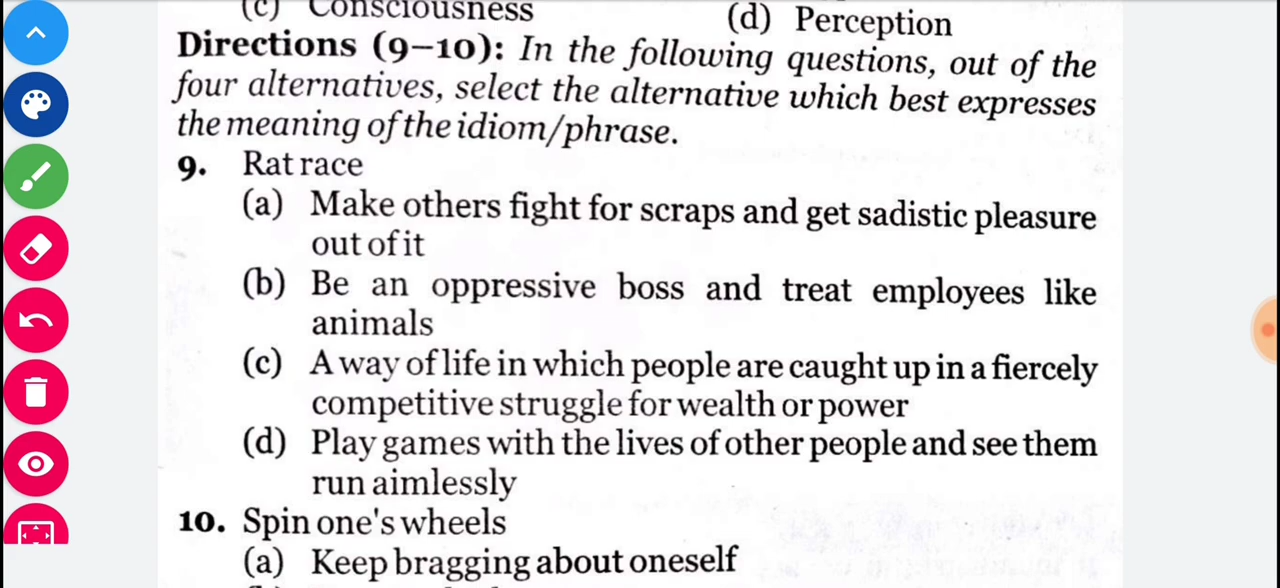 (c) Consciousness (d) Perception
Directions (9–10): In the following questions, out of the
four alternatives, select the alternative which best expresses
the meaning of the idiom/phrase.
9. Rat race
(a) Make others fight for scraps and get sadistic pleasure
out of it
(b) Be an oppressive boss and treat employees like
animals
(c) A way of life in which people are caught up in a fiercely
competitive struggle for wealth or power
(d) Play games with the lives of other people and see them
run aimlessly
10. Spin one's wheels
(a) Keep bragging about oneself